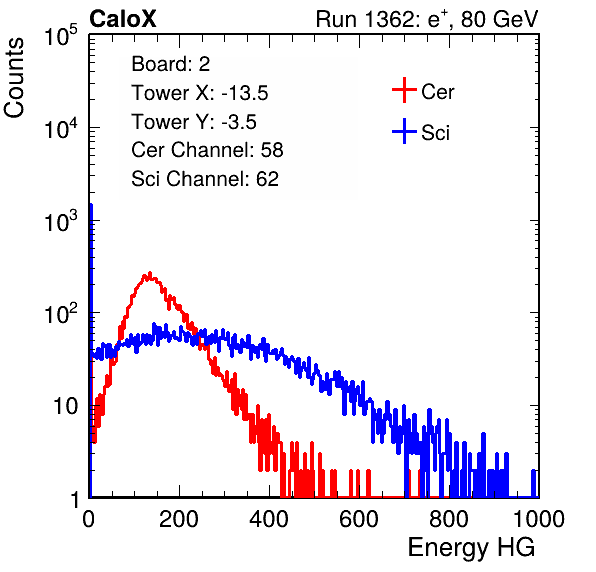 CaloX Run 1362: e⁺, 80 GeV
Counts
Board: 2
Tower X: -13.5
Tower Y: -3.5
Cer Channel: 58
Sci Channel: 62
Cer
Sci
10⁵
10⁴
10³
10²
10
1
0 200 400 600 800 1000
Energy HG